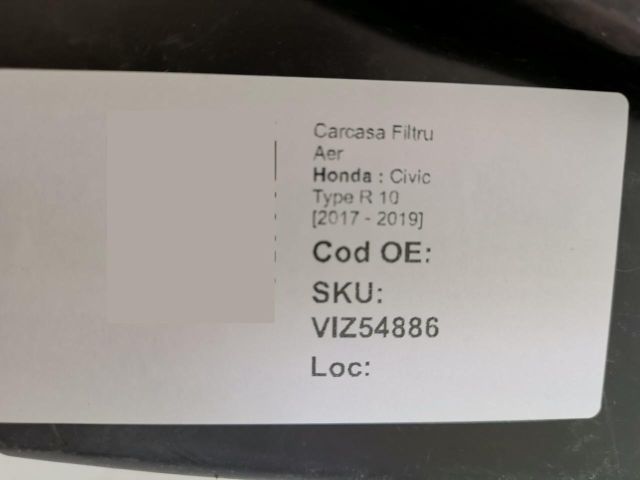 Carcasa Filtru
Aer
Honda : Civic
Type R 10
[2017 - 2019]
Cod OE:
SKU:
VIZ54886
Loc: